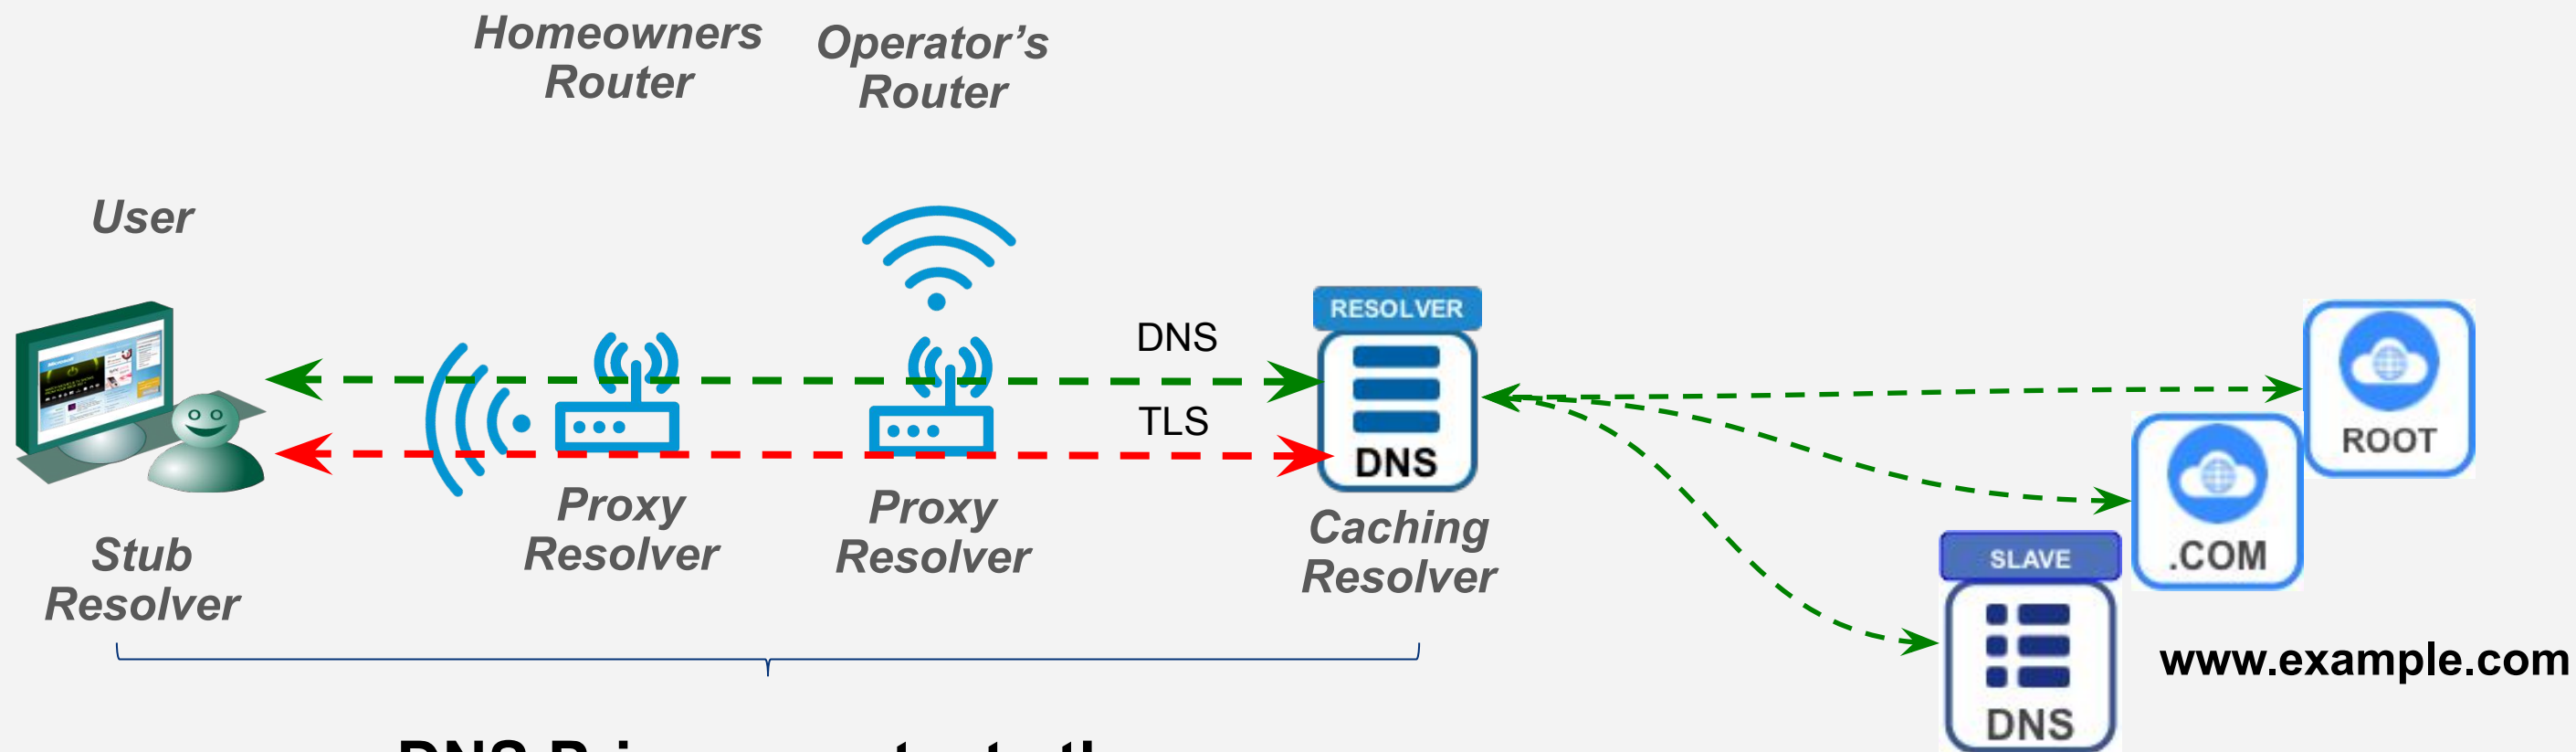 Homeowners
Router
Operator's
Router
User
DNS
TLS
RESOLVER
DNS
Caching
Resolver
Proxy
Resolver
Proxy
Resolver
Stub
Resolver
ROOT
.COM
SLAVE
DNS
www.example.com
DNS